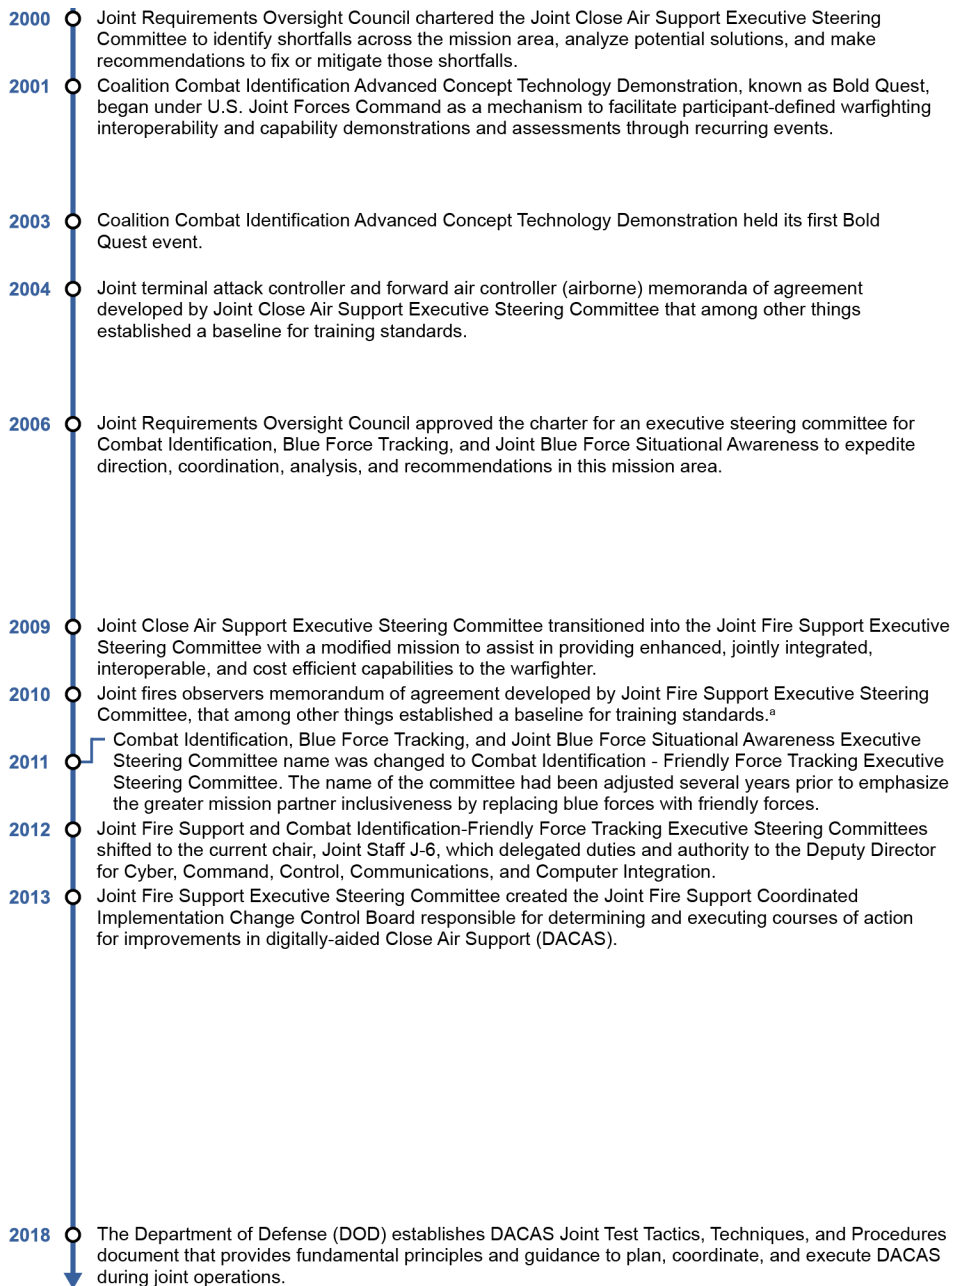 2000
Joint Requirements Oversight Council chartered the Joint Close Air Support Executive Steering
Committee to identify shortfalls across the mission area, analyze potential solutions, and make
recommendations to fix or mitigate those shortfalls.
2001
Coalition Combat Identification Advanced Concept Technology Demonstration, known as Bold Quest,
began under U.S. Joint Forces Command as a mechanism to facilitate participant-defined warfighting
interoperability and capability demonstrations and assessments through recurring events.
2003
Coalition Combat Identification Advanced Concept Technology Demonstration held its first Bold
Quest event.
2004
Joint terminal attack controller and forward air controller (airborne) memoranda of agreement
developed by Joint Close Air Support Executive Steering Committee that among other things
established a baseline for training standards.
2006
Joint Requirements Oversight Council approved the charter for an executive steering committee for
Combat Identification, Blue Force Tracking, and Joint Blue Force Situational Awareness to expedite
direction, coordination, analysis, and recommendations in this mission area.
2009
Joint Close Air Support Executive Steering Committee transitioned into the Joint Fire Support Executive
Steering Committee with a modified mission to assist in providing enhanced, jointly integrated,
interoperable, and cost efficient capabilities to the warfighter.
2010
Joint fires observers memorandum of agreement developed by Joint Fire Support Executive Steering
Committee, that among other things established a baseline for training standards.ᵃ
2011
Combat Identification, Blue Force Tracking, and Joint Blue Force Situational Awareness Executive
Steering Committee name was changed to Combat Identification - Friendly Force Tracking Executive
Steering Committee. The name of the committee had been adjusted several years prior to emphasize
the greater mission partner inclusiveness by replacing blue forces with friendly forces.
2012
Joint Fire Support and Combat Identification-Friendly Force Tracking Executive Steering Committees
shifted to the current chair, Joint Staff J-6, which delegated duties and authority to the Deputy Director
for Cyber, Command, Control, Communications, and Computer Integration.
2013
Joint Fire Support Executive Steering Committee created the Joint Fire Support Coordinated
Implementation Change Control Board responsible for determining and executing courses of action
for improvements in digitally-aided Close Air Support (DACAS).
2018
The Department of Defense (DOD) establishes DACAS Joint Test Tactics, Techniques, and Procedures
document that provides fundamental principles and guidance to plan, coordinate, and execute DACAS
during joint operations.